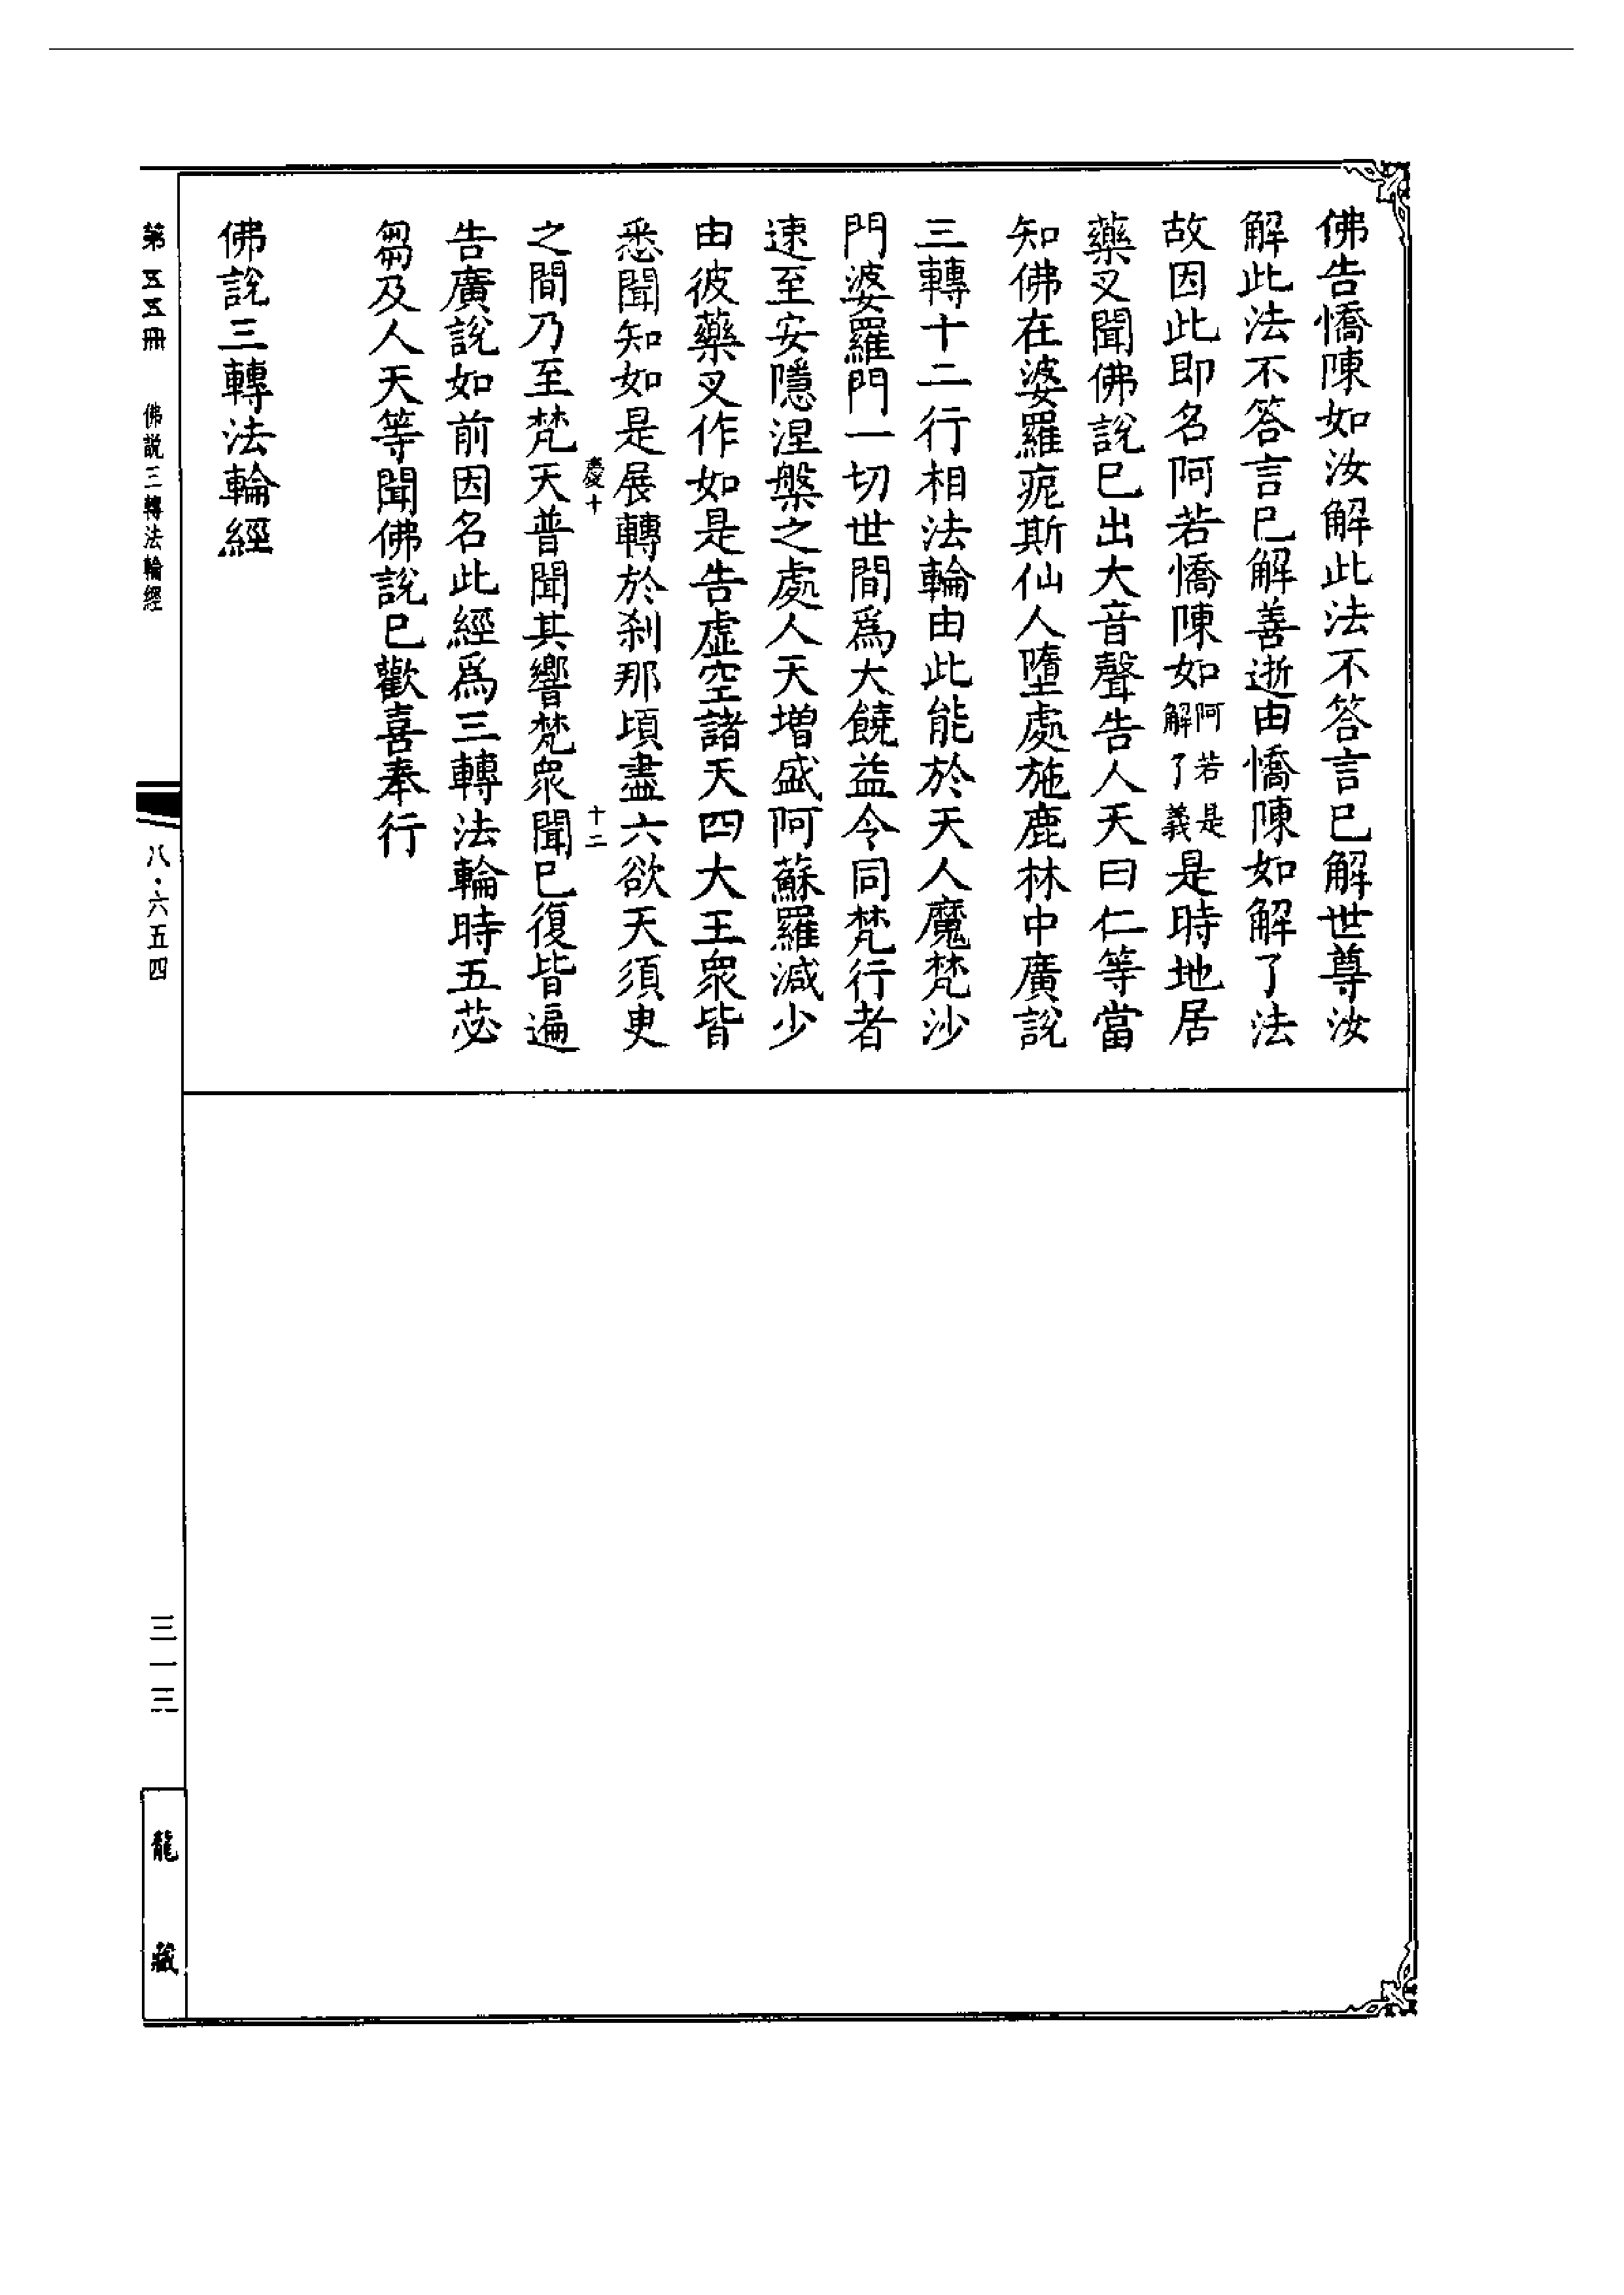 佛告憍陳如汝解此法不答言巳解世尊汝
解此法不答言巳解善逝由憍陳如解了法
故因此即名阿若憍陳如阿若是解了義是時地居
藥叉聞佛說巳出大音聲告人天曰仁等當
知佛在婆羅痆斯仙人墮處施鹿林中廣說
三轉十二行相法輪由此能於天人魔梵沙
門婆羅門一切世間爲大饒益令同梵行者
速至安隱涅槃之處人天增盛阿蘇羅減少
由彼藥叉作如是告虛空諸天四大王衆皆
悉聞知如是展轉於刹那頃盡六欲天須臾
慶十 十二
之間乃至梵天普聞其響梵衆聞巳復皆遍
告廣說如前因名此經爲三轉法輪時五苾
芻及人天等聞佛說巳歡喜奉行
佛說三轉法輪經
第五五冊 佛說三轉法輪經
八·六五四
三一三
龍藏